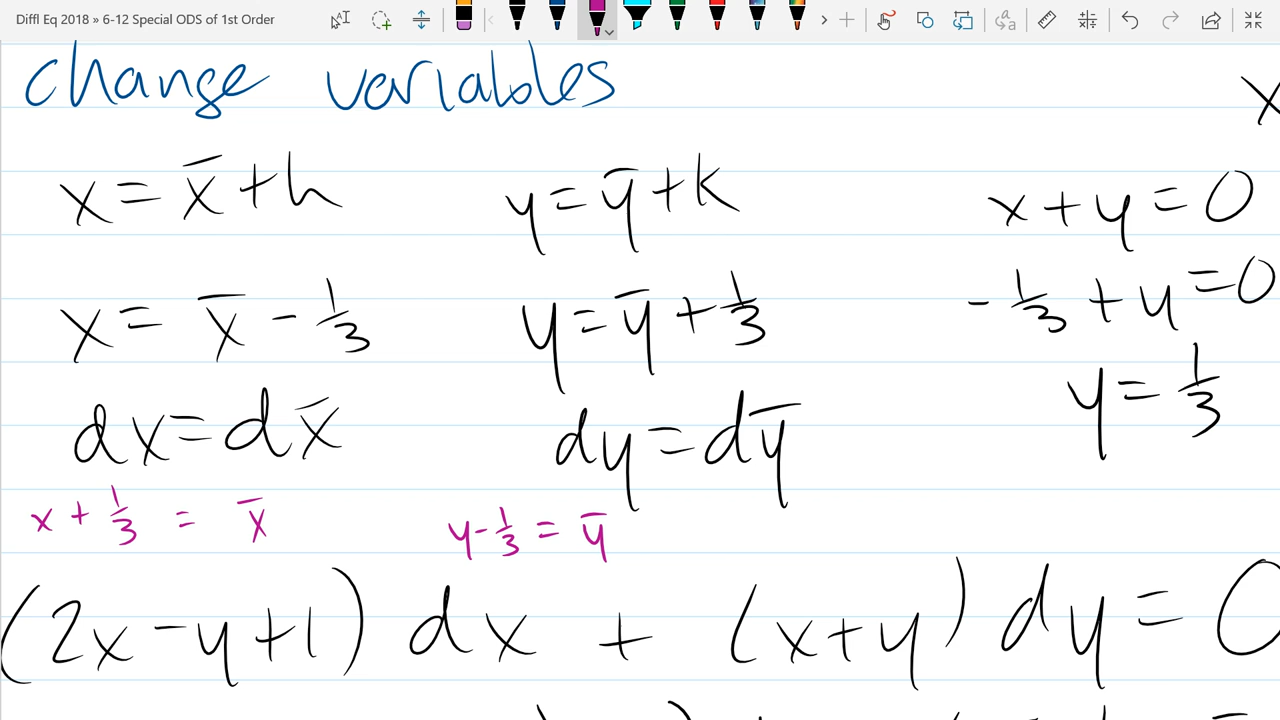 Diffl Eq 2018 » 6-12 Special ODS of 1st Order
change variables
x
x = x̄ + h
y = ȳ + k
x + y = 0
x = x̄ - 1/3
y = ȳ + 1/3
- 1/3 + y = 0
y = 1/3
dx = dx̄
dy = dȳ
x + 1/3 = x̄
y - 1/3 = ȳ
(2x - y + 1) dx + (x + y) dy = 0